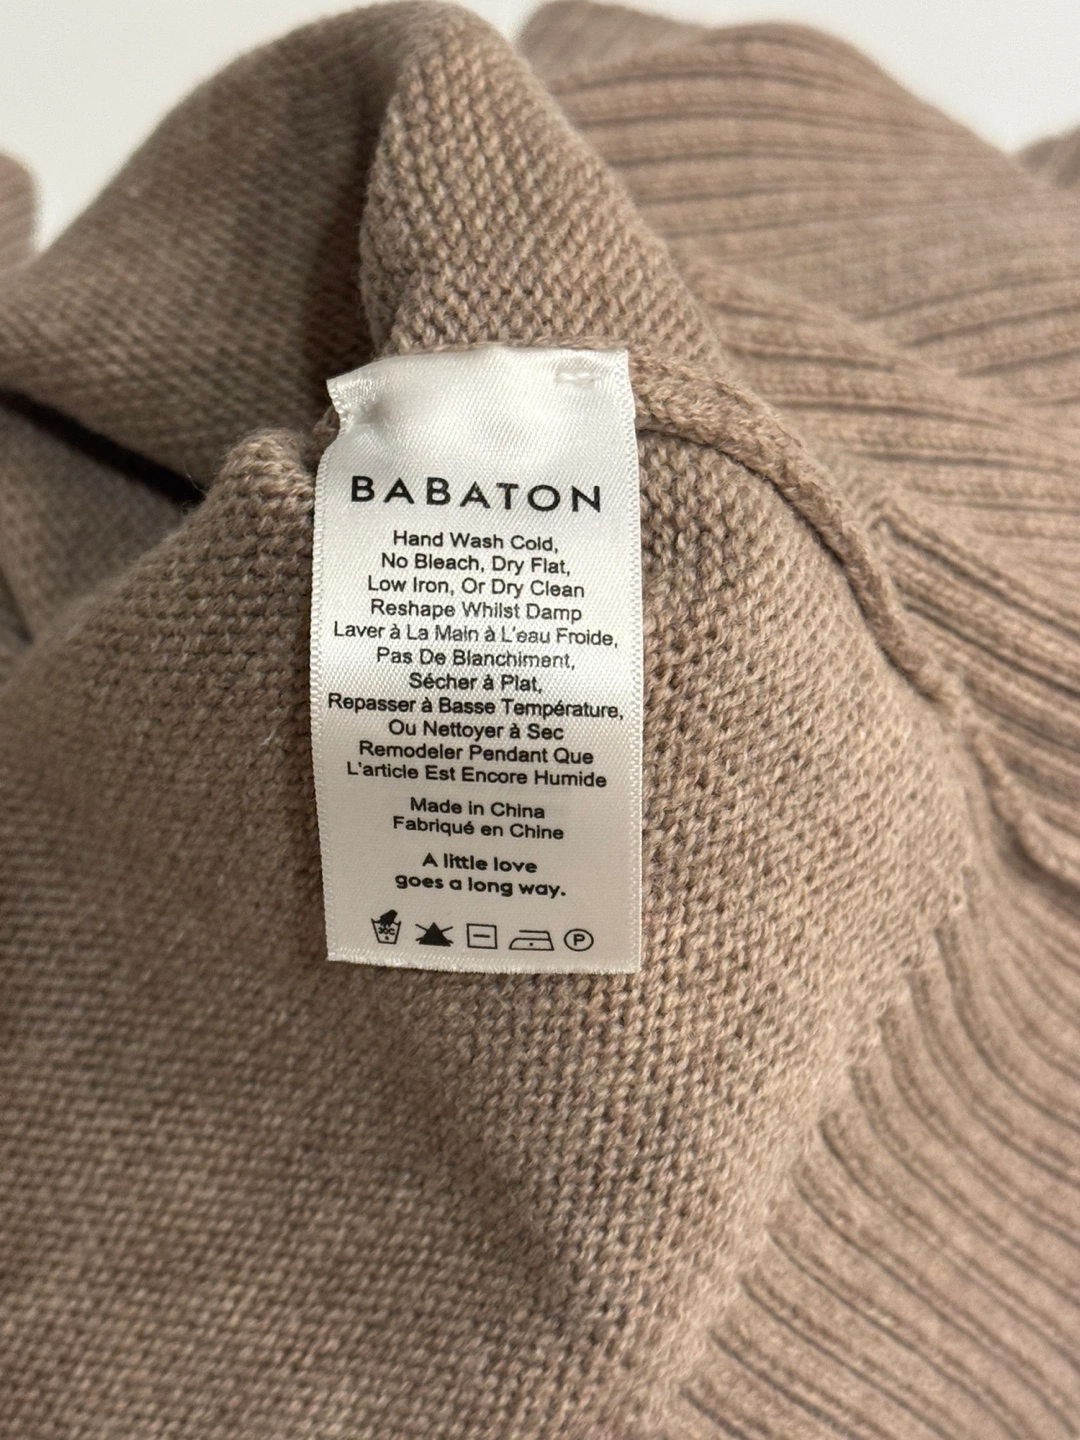 BABATON
Hand Wash Cold,
No Bleach, Dry Flat,
Low Iron, Or Dry Clean
Reshape Whilst Damp
Laver à La Main à L'eau Froide,
Pas De Blanchiment,
Sécher à Plat,
Repasser à Basse Température,
Ou Nettoyer à Sec
Remodeler Pendant Que
L'article Est Encore Humide
Made in China
Fabriqué en Chine
A little love
goes a long way.
30C P